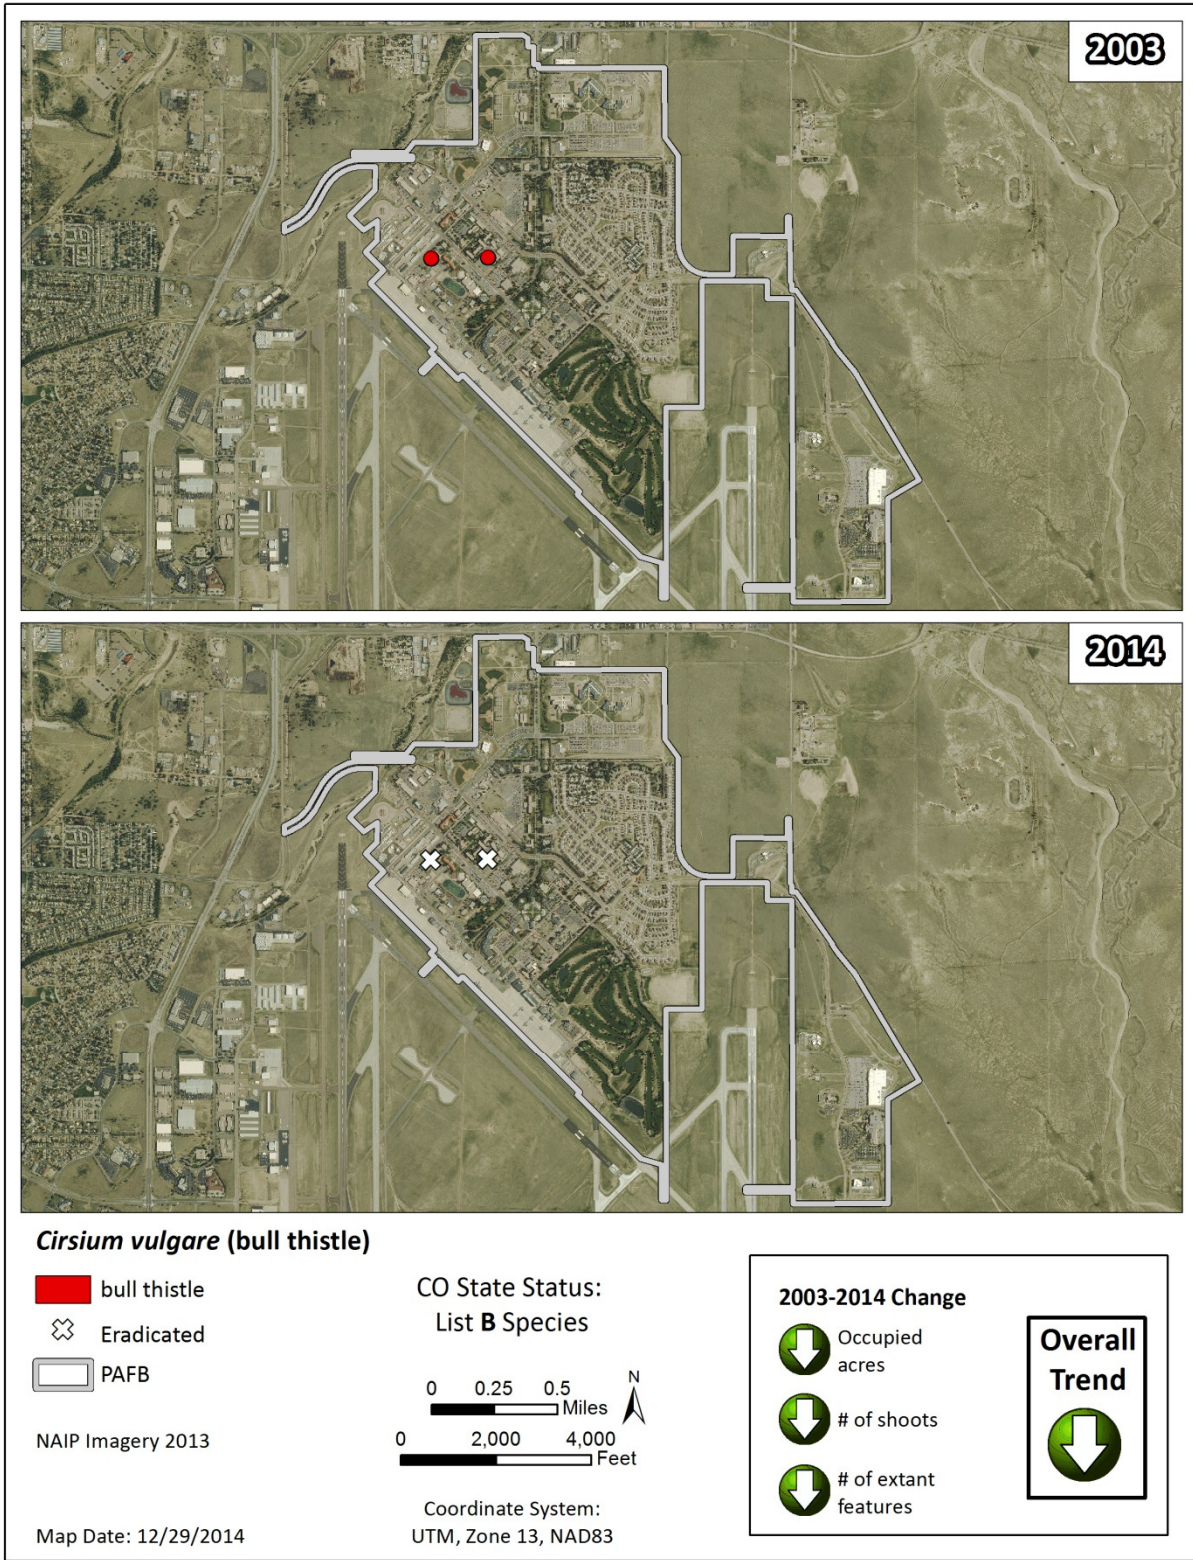 2003
2014
Cirsium vulgare (bull thistle)
bull thistle
Eradicated
PAFB
NAIP Imagery 2013
Map Date: 12/29/2014
CO State Status:
List B Species
0 0.25 0.5
Miles
N
0 2,000 4,000
Feet
Coordinate System:
UTM, Zone 13, NAD83
2003-2014 Change
Occupied
acres
# of shoots
# of extant
features
Overall
Trend